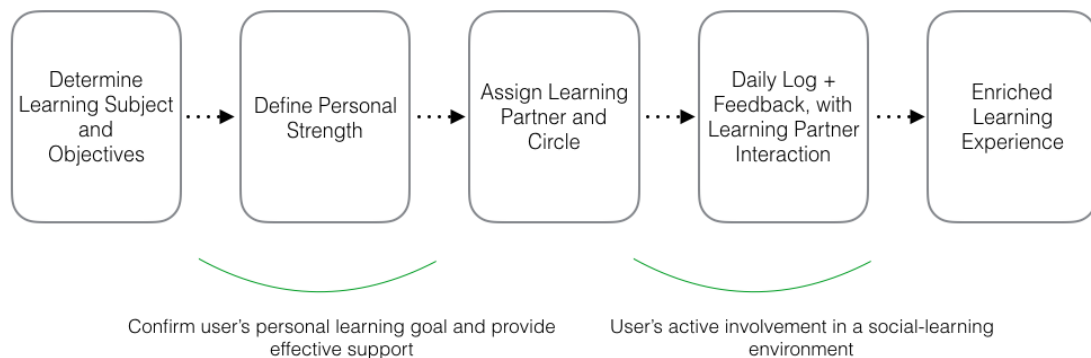 Determine
Learning Subject
and
Objectives
Define Personal
Strength
Assign Learning
Partner and
Circle
Daily Log +
Feedback, with
Learning Partner
Interaction
Enriched
Learning
Experience
Confirm user's personal learning goal and provide
effective support
User's active involvement in a social-learning
environment